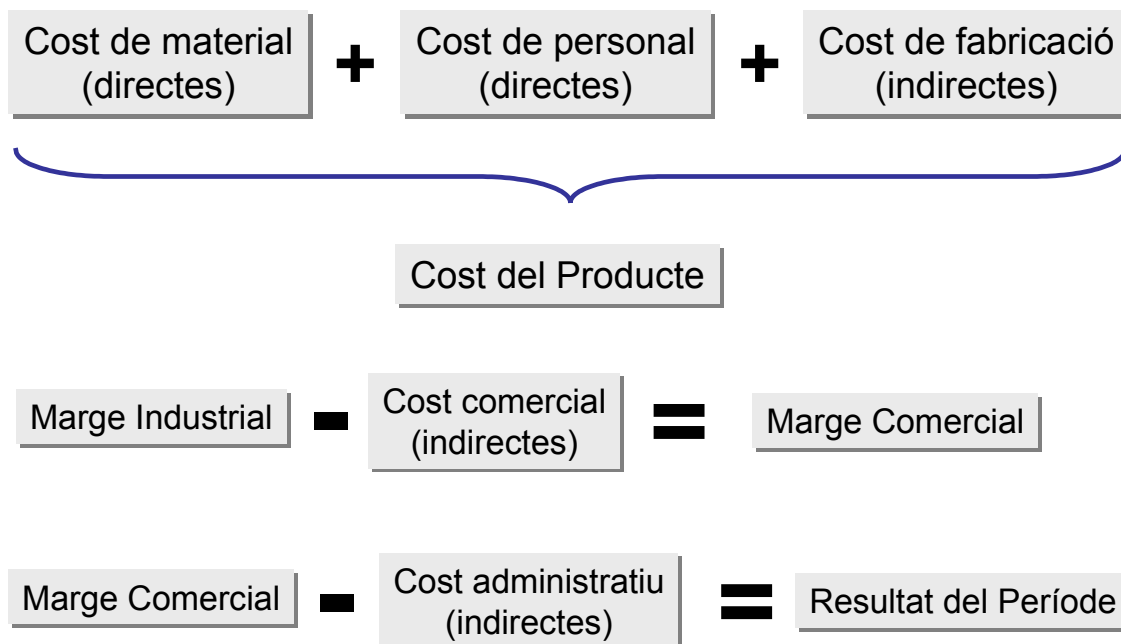 Cost de material
(directes)
+
Cost de personal
(directes)
+
Cost de fabricació
(indirectes)
Cost del Producte
Marge Industrial
-
Cost comercial
(indirectes)
=
Marge Comercial
Marge Comercial
-
Cost administratiu
(indirectes)
=
Resultat del Període